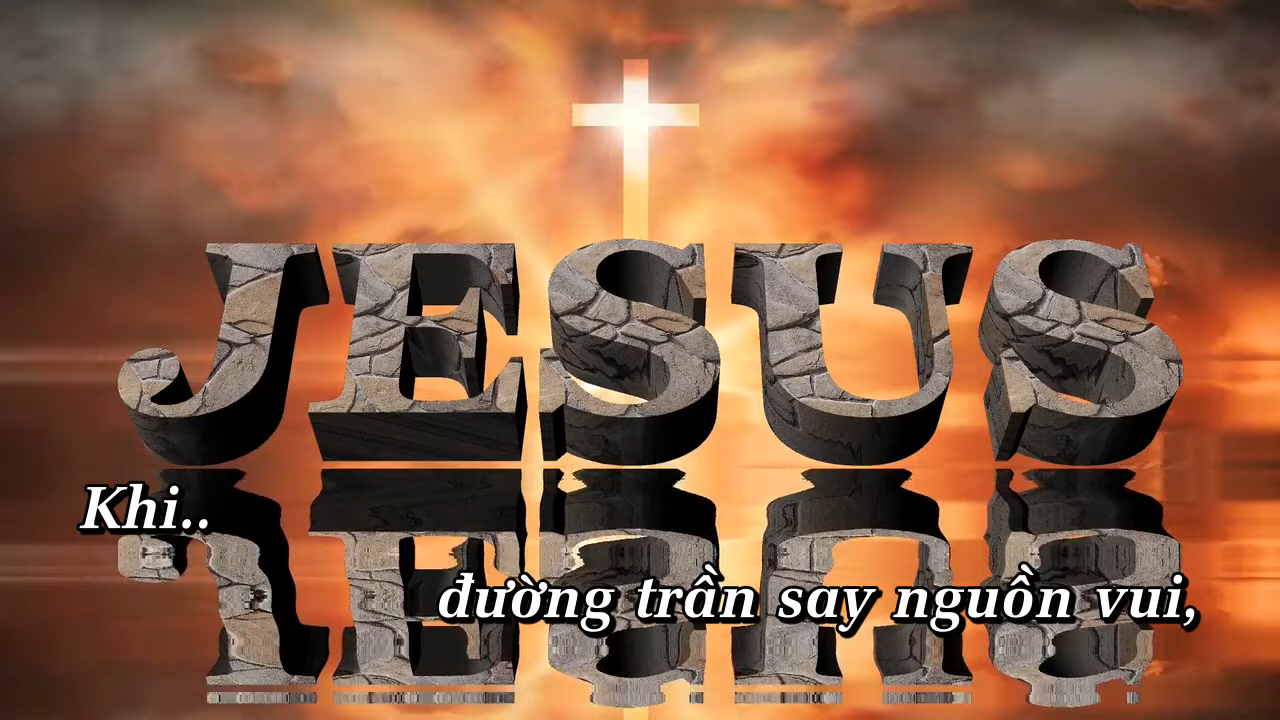 JESUS
Khi..
đường trần say nguồn vui,